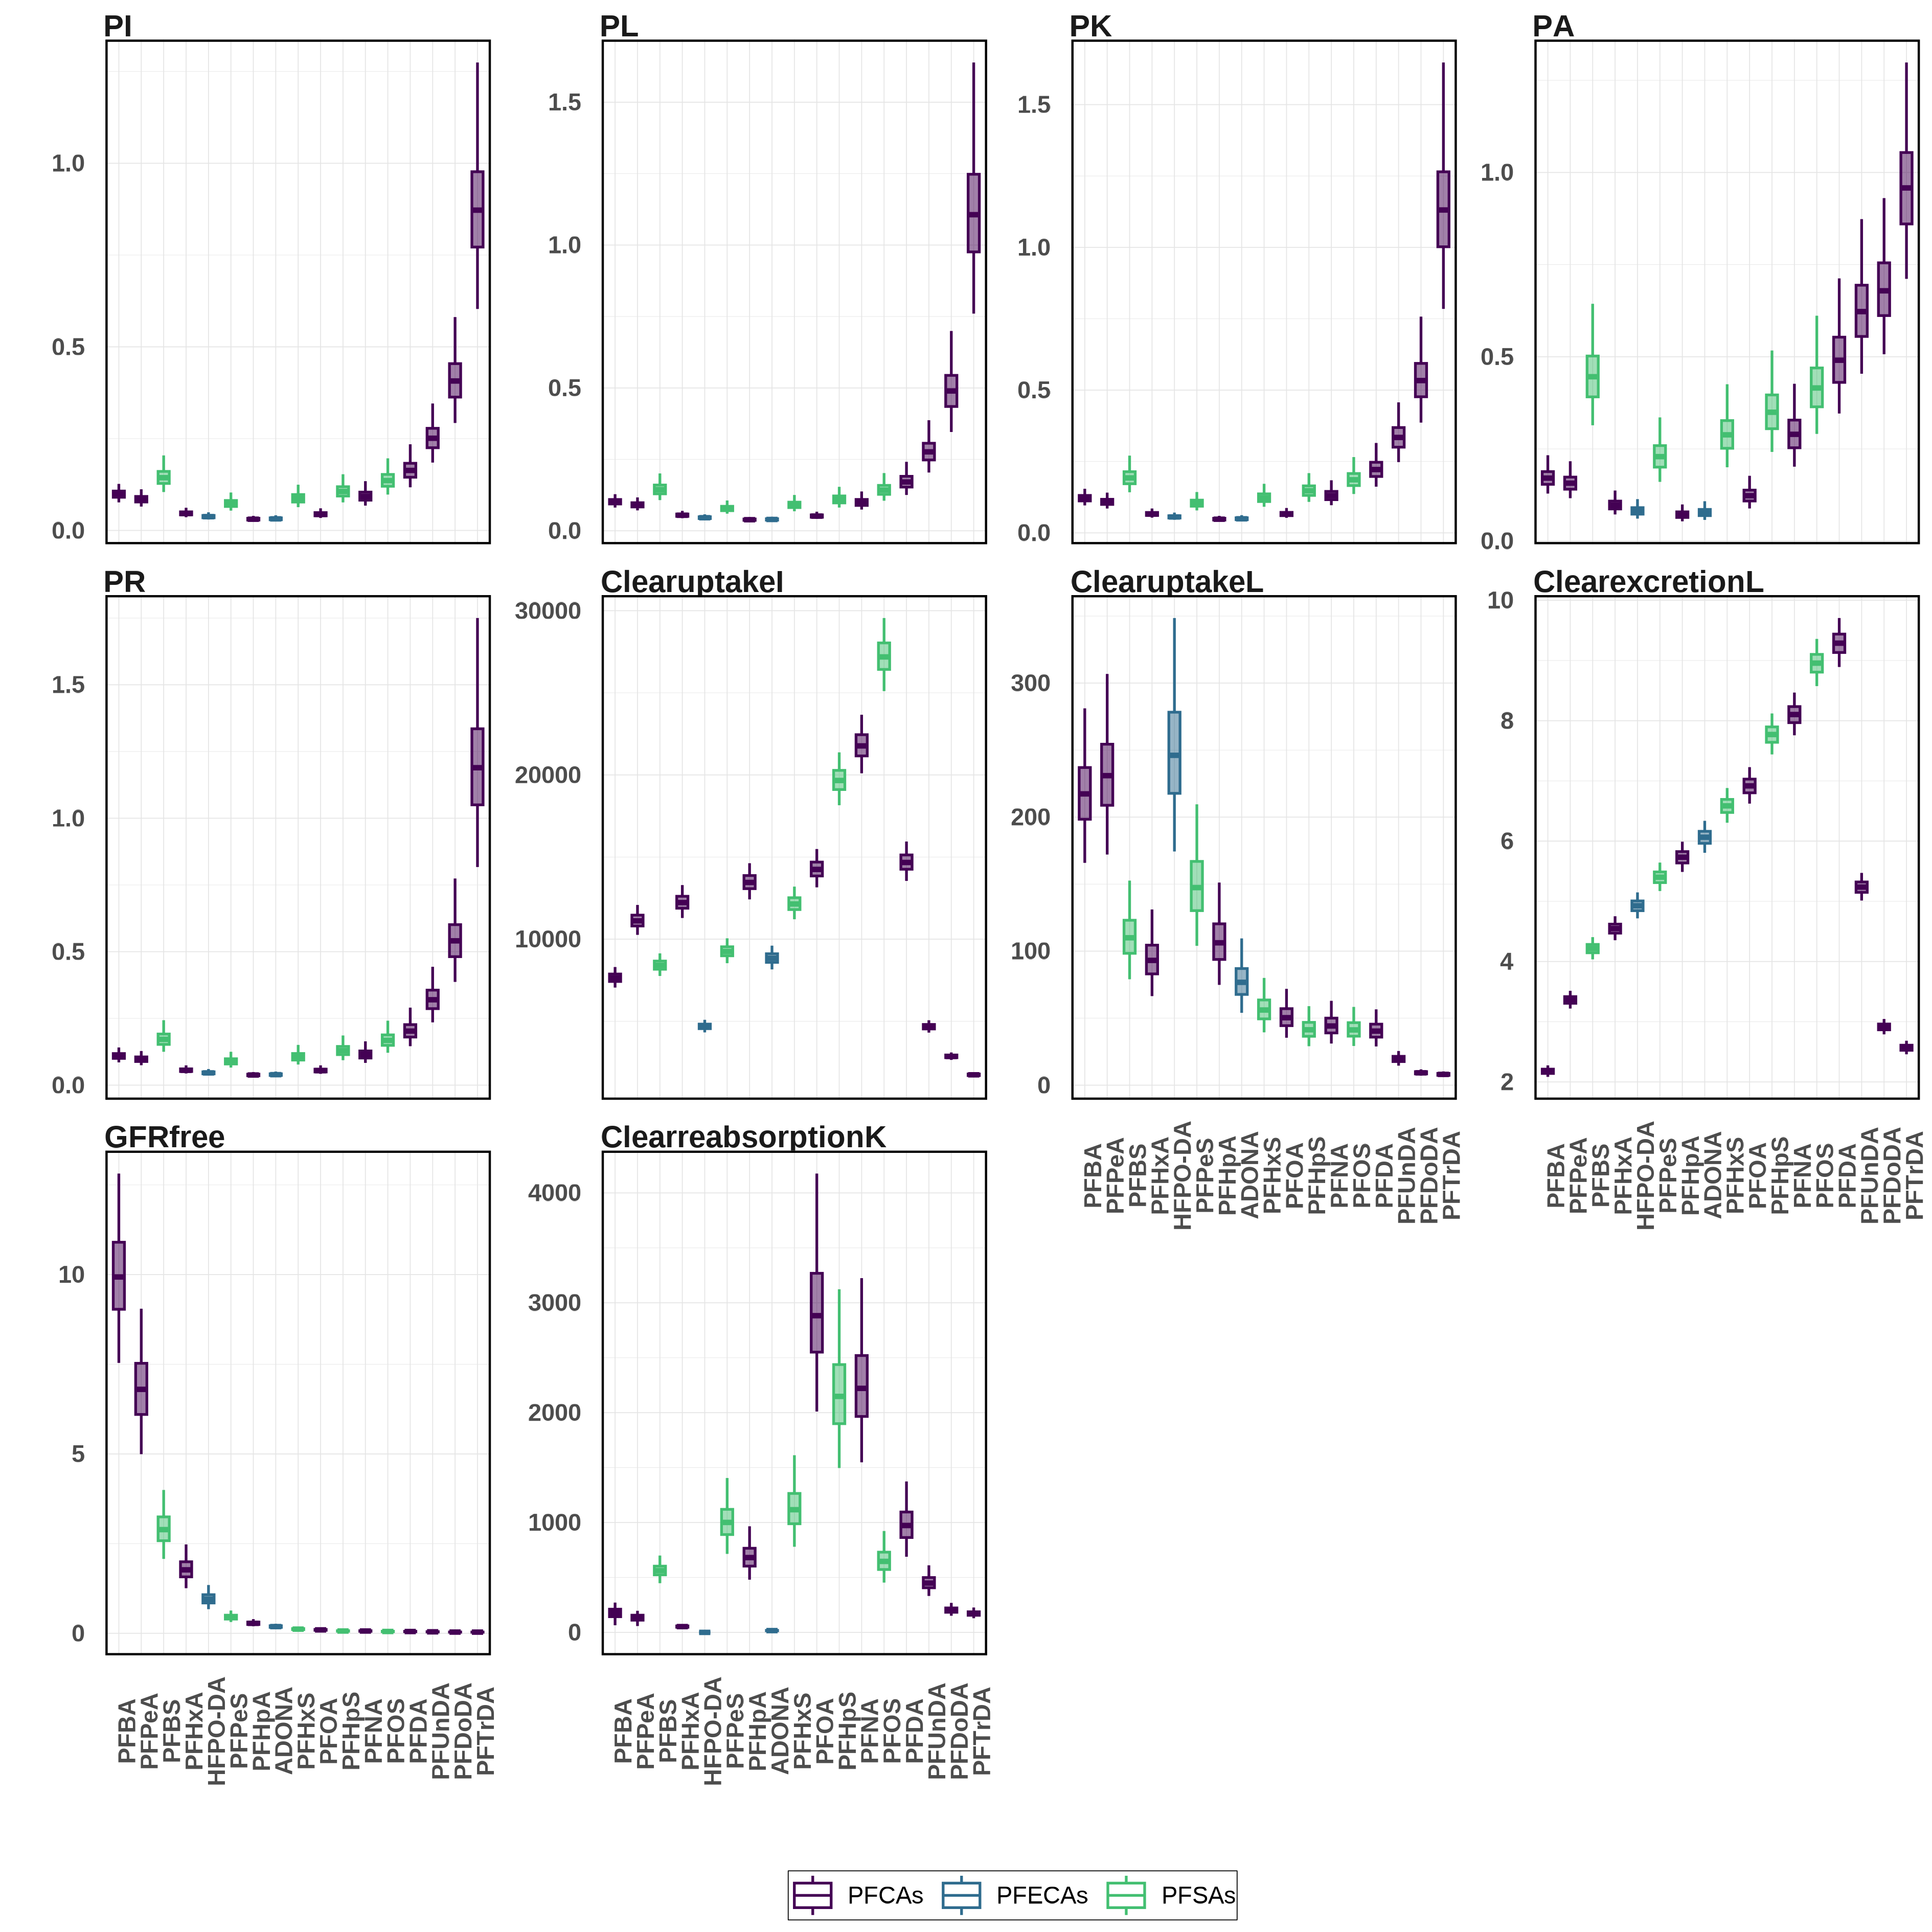 PI
PL
PK
PA
1.0
0.5
0.0
1.5
1.0
0.5
0.0
1.5
1.0
0.5
0.0
1.0
0.5
0.0
PR
ClearuptakeI
ClearuptakeL
ClearexcretionL
1.5
1.0
0.5
0.0
30000
20000
10000
300
200
100
0
10
8
6
4
2
PFBA
PFPeA
PFBS
PFHxA
HFPO-DA
PFPeS
PFHpA
ADONA
PFHxS
PFOA
PFHpS
PFNA
PFOS
PFDA
PFUnDA
PFDoDA
PFTrDA
PFBA
PFPeA
PFBS
PFHxA
HFPO-DA
PFPeS
PFHpA
ADONA
PFHxS
PFOA
PFHpS
PFNA
PFOS
PFDA
PFUnDA
PFDoDA
PFTrDA
GFRfree
ClearreabsorptionK
10
5
0
4000
3000
2000
1000
0
PFBA
PFPeA
PFBS
PFHxA
HFPO-DA
PFPeS
PFHpA
ADONA
PFHxS
PFOA
PFHpS
PFNA
PFOS
PFDA
PFUnDA
PFDoDA
PFTrDA
PFBA
PFPeA
PFBS
PFHxA
HFPO-DA
PFPeS
PFHpA
ADONA
PFHxS
PFOA
PFHpS
PFNA
PFOS
PFDA
PFUnDA
PFDoDA
PFTrDA
PFCAs
PFECAs
PFSAs